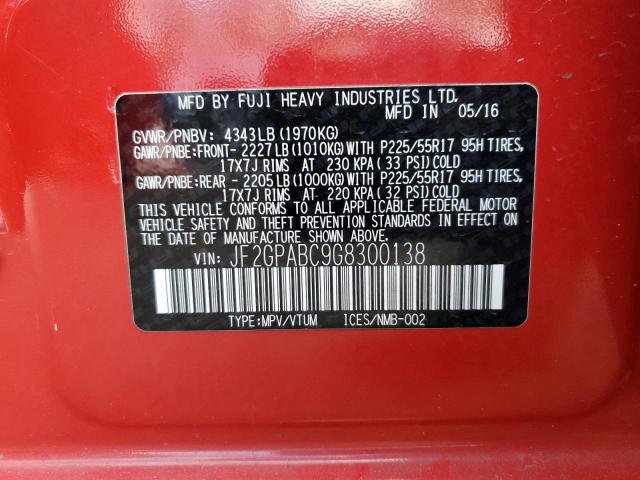 MFD BY FUJI HEAVY INDUSTRIES LTD.
MFD IN 05/16
GVWR/PNBV: 4343LB (1970KG)
GAWR/PNBE:FRONT- 2227LB (1010KG) WITH P225/55R17 95H TIRES,
17X7J RIMS AT 230 KPA (33 PSI) COLD
GAWR/PNBE:REAR - 2205LB (1000KG) WITH P225/55R17 95H TIRES,
17X7J RIMS AT 220 KPA (32 PSI) COLD
THIS VEHICLE CONFORMS TO ALL APPLICABLE FEDERAL MOTOR
VEHICLE SAFETY AND THEFT PREVENTION STANDARDS IN EFFECT ON
THE DATE OF MANUFACTURE SHOWN ABOVE.
VIN: JF2GPABC9G8300138
TYPE:MPV/VTUM ICES/NMB-002